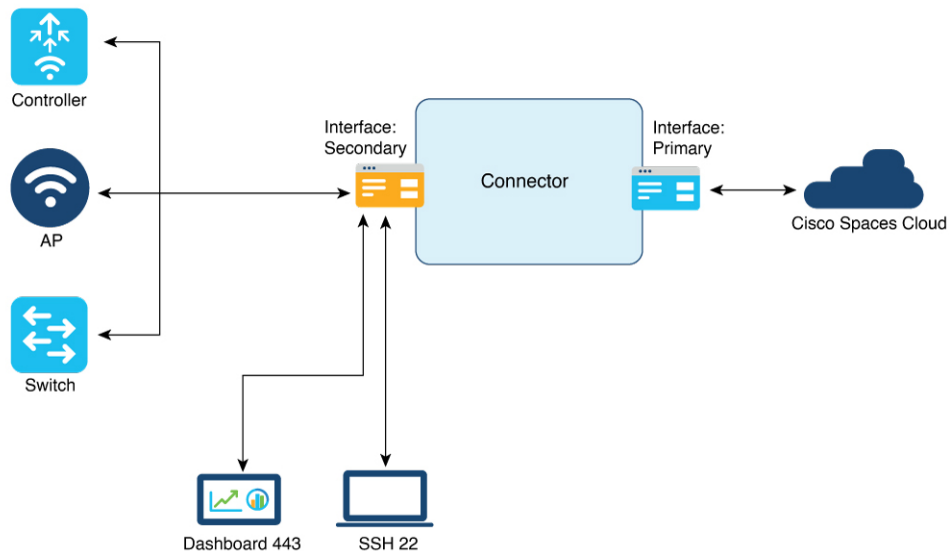 Controller
Interface:
Secondary
Interface:
Primary
Connector
AP
Cisco Spaces Cloud
Switch
Dashboard 443
SSH 22